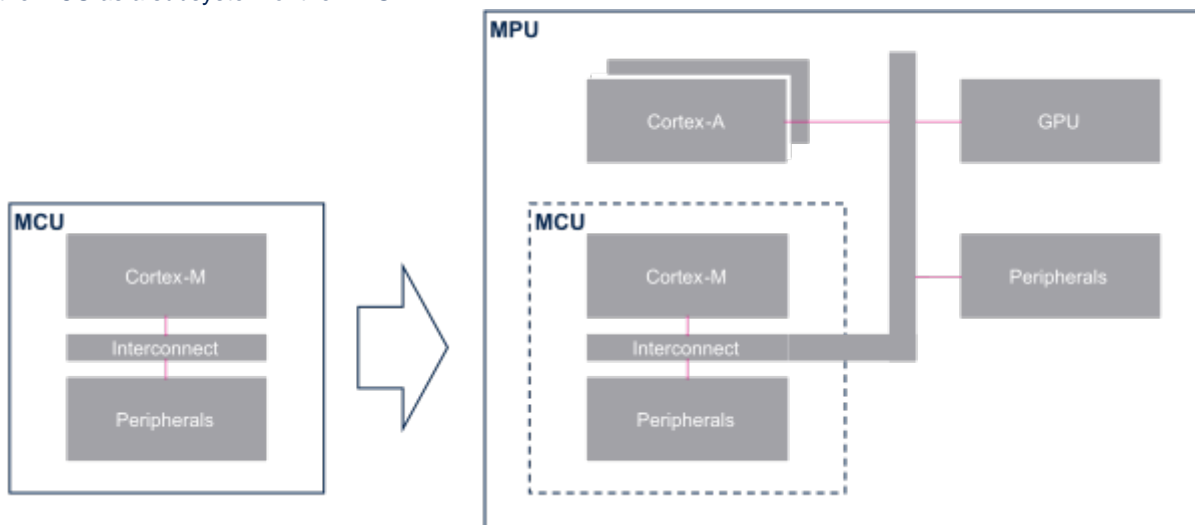 MPU
Cortex-A
GPU
MCU
Cortex-M
Interconnect
Peripherals
MCU
Cortex-M
Interconnect
Peripherals
Peripherals